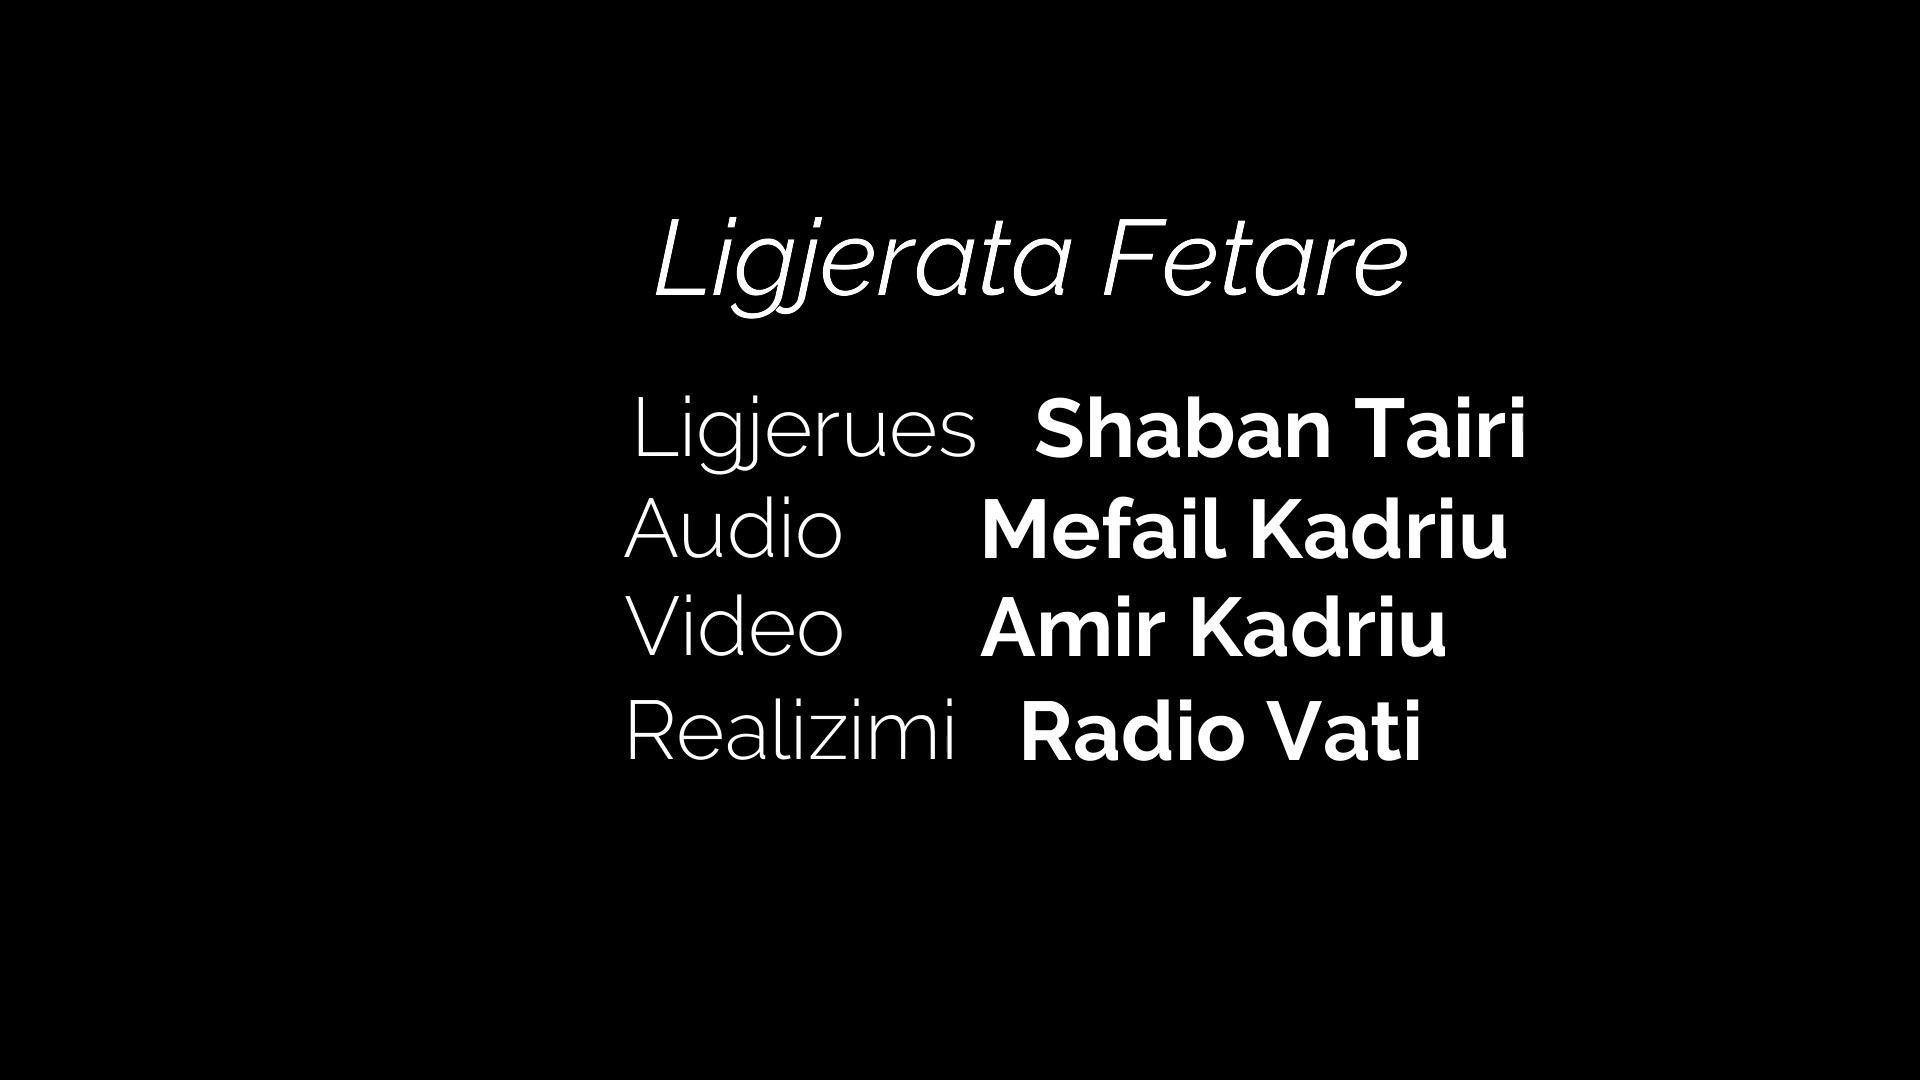 Ligjerata Fetare
Ligjerues Shaban Tairi
Audio Mefail Kadriu
Video Amir Kadriu
Realizimi Radio Vati